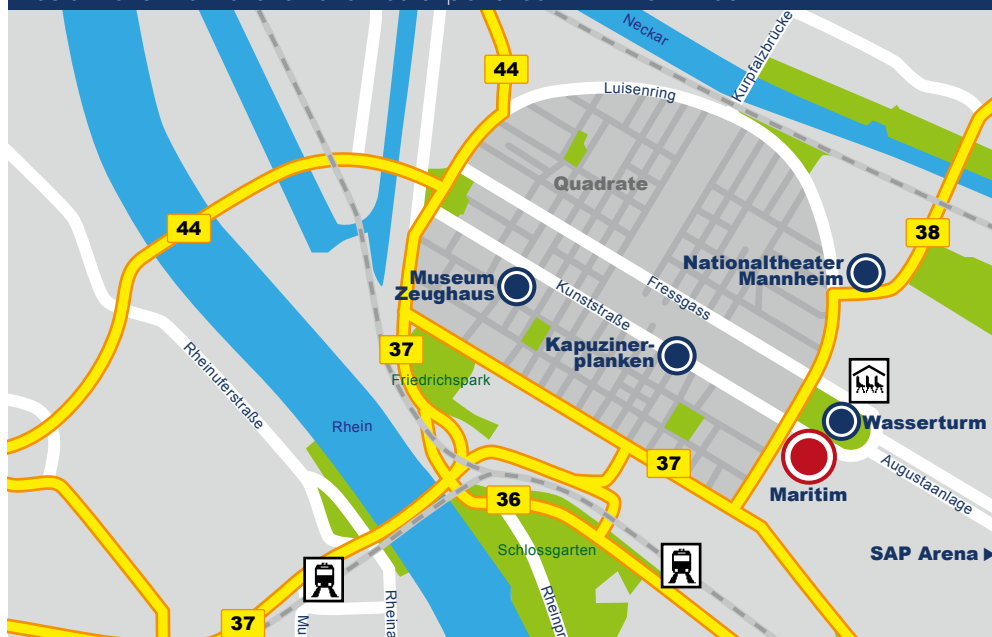 Neckar
Kurpfalzbrücke
44
Luisenring
Quadrate
44
38
Nationaltheater
Mannheim
Museum
Zeughaus
Kunststraße
Fressgass
Kapuziner-
planken
37
Friedrichspark
Rheinuferstraße
Rhein
Wasserturm
37
Maritim
Augustaanlage
36
Schlossgarten
SAP Arena
37